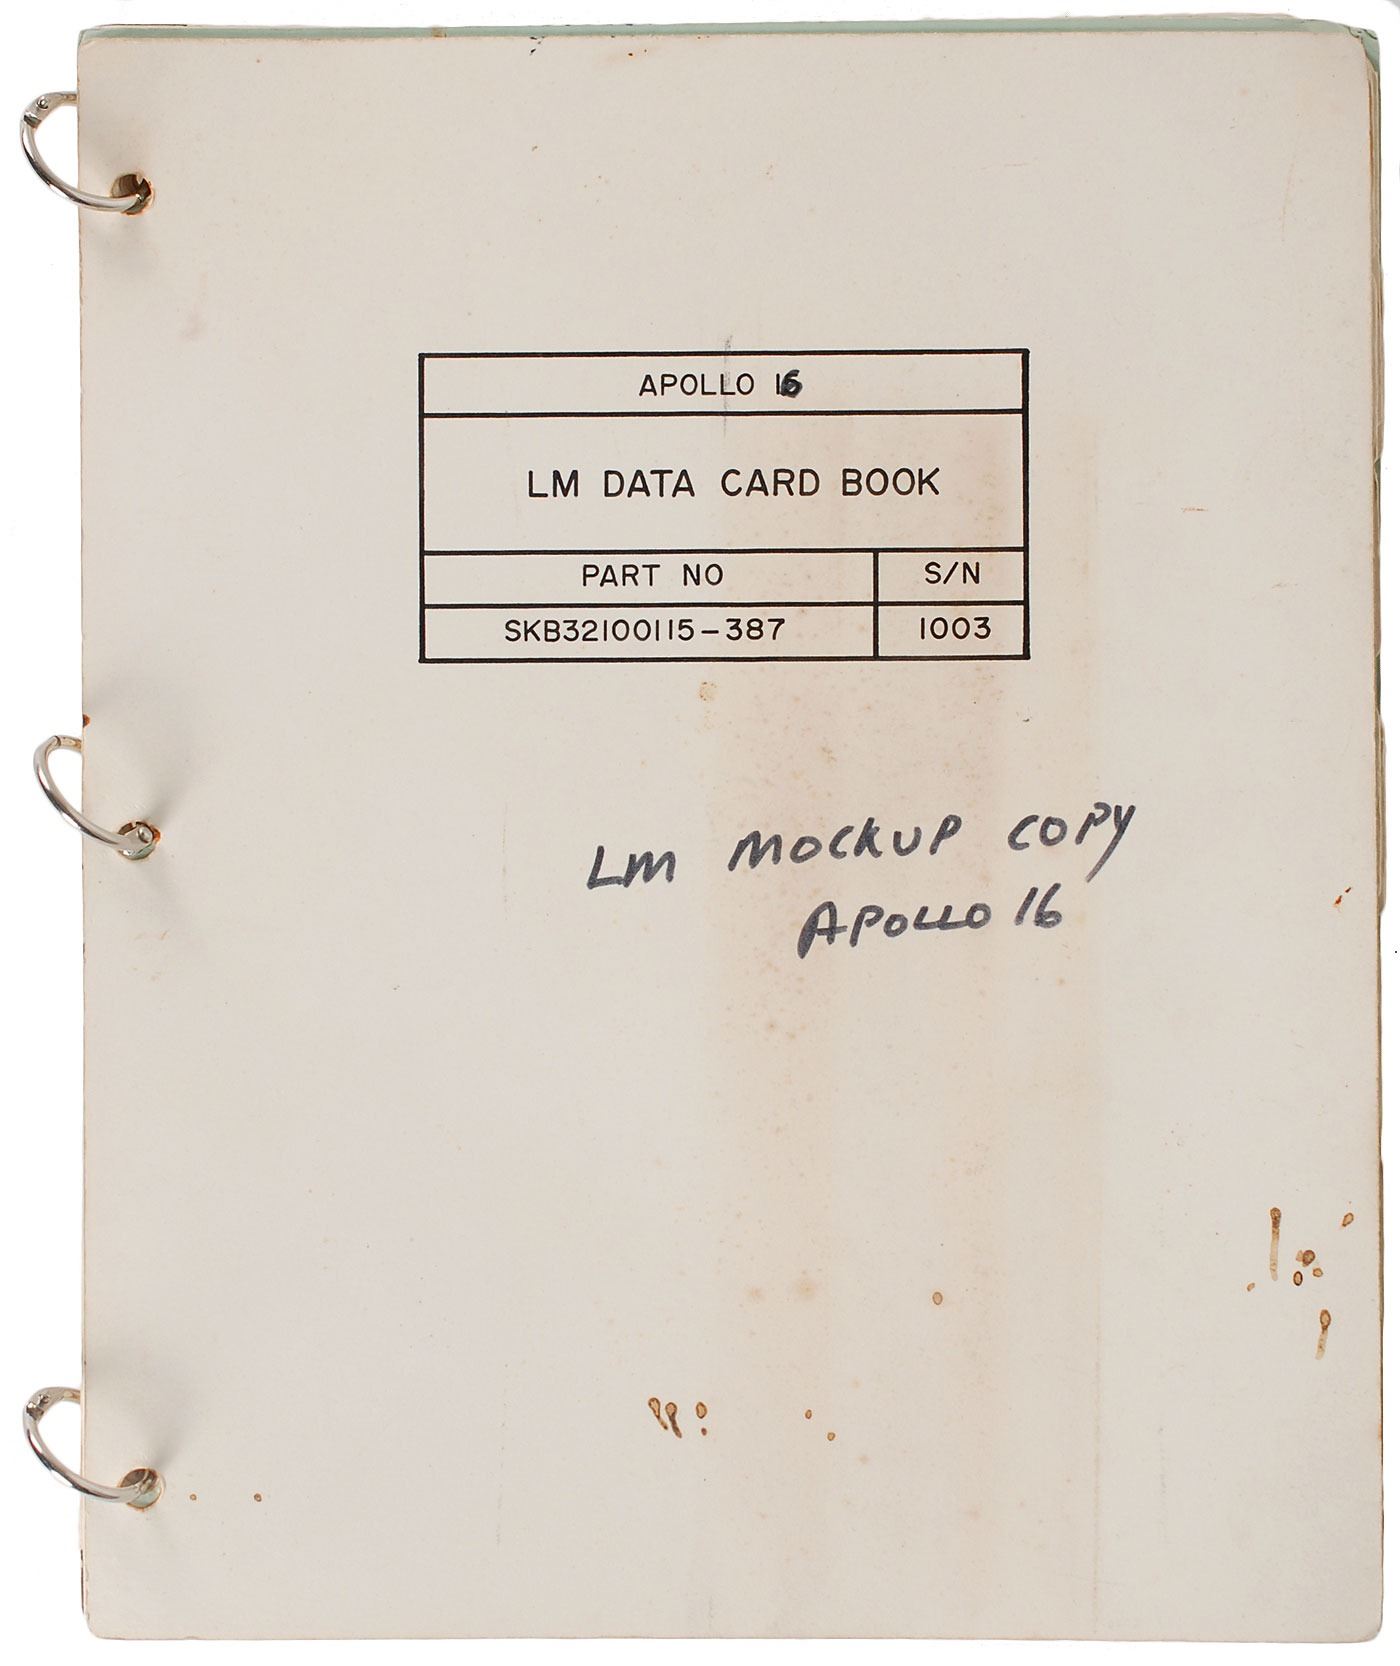 APOLLO 16
LM DATA CARD BOOK
PART NO S/N
SKB32100115-387 1003
LM MOCKUP COPY
APOLLO 16